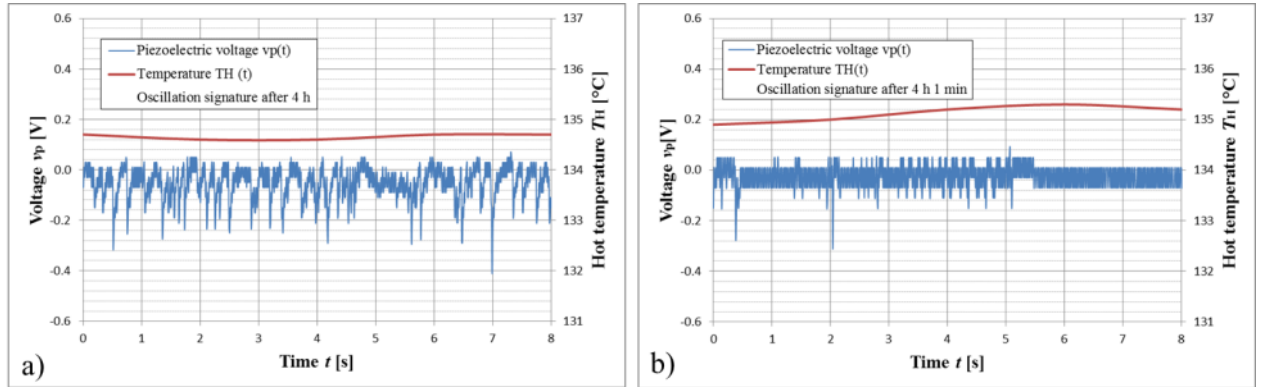 0.6
0.4
0.2
0.0
-0.2
-0.4
-0.6
Voltage vₚ [V]
Piezoelectric voltage vp(t)
Temperature TH (t)
Oscillation signature after 4 h
137
136
135
134
133
132
131
Hot temperature T_H [°C]
0 1 2 3 4 5 6 7 8
Time t [s]
a)
0.6
0.4
0.2
0.0
-0.2
-0.4
-0.6
Voltage vₚ[V]
Piezoelectric voltage vp(t)
Temperature TH(t)
Oscillation signature after 4 h 1 min
137
136
135
134
133
132
131
Hot temperature T_H [°C]
0 1 2 3 4 5 6 7 8
Time t [s]
b)